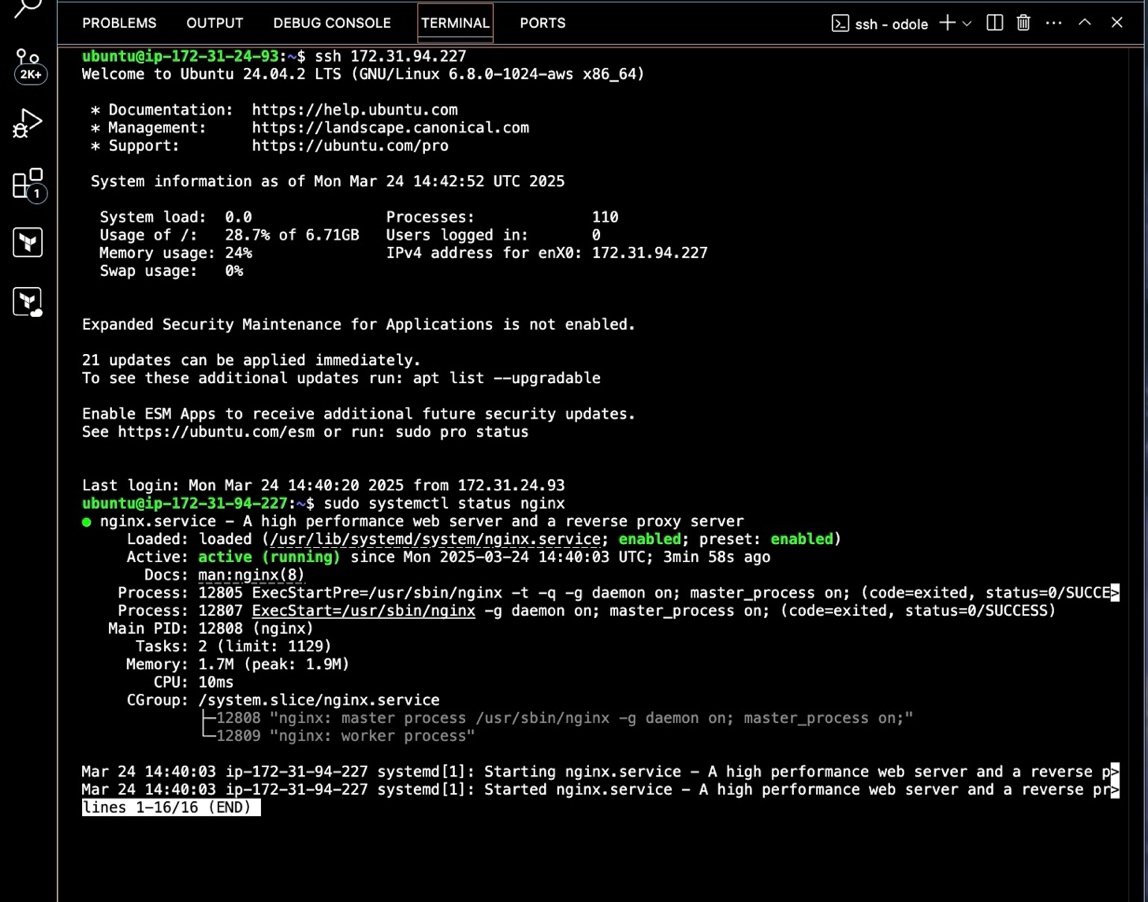 PROBLEMS OUTPUT DEBUG CONSOLE TERMINAL PORTS ssh - odole
2K+
1
ubuntu@ip-172-31-24-93:~$ ssh 172.31.94.227
Welcome to Ubuntu 24.04.2 LTS (GNU/Linux 6.8.0-1024-aws x86_64)
* Documentation: https://help.ubuntu.com
* Management: https://landscape.canonical.com
* Support: https://ubuntu.com/pro
System information as of Mon Mar 24 14:42:52 UTC 2025
System load: 0.0 Processes: 110
Usage of /: 28.7% of 6.71GB Users logged in: 0
Memory usage: 24% IPv4 address for enX0: 172.31.94.227
Swap usage: 0%
Expanded Security Maintenance for Applications is not enabled.
21 updates can be applied immediately.
To see these additional updates run: apt list --upgradable
Enable ESM Apps to receive additional future security updates.
See https://ubuntu.com/esm or run: sudo pro status
Last login: Mon Mar 24 14:40:20 2025 from 172.31.24.93
ubuntu@ip-172-31-94-227:~$ sudo systemctl status nginx
● nginx.service - A high performance web server and a reverse proxy server
Loaded: loaded (/usr/lib/systemd/system/nginx.service; enabled; preset: enabled)
Active: active (running) since Mon 2025-03-24 14:40:03 UTC; 3min 58s ago
Docs: man:nginx(8)
Process: 12805 ExecStartPre=/usr/sbin/nginx -t -q -g daemon on; master_process on; (code=exited, status=0/SUCCE>
Process: 12807 ExecStart=/usr/sbin/nginx -g daemon on; master_process on; (code=exited, status=0/SUCCESS)
Main PID: 12808 (nginx)
Tasks: 2 (limit: 1129)
Memory: 1.7M (peak: 1.9M)
CPU: 10ms
CGroup: /system.slice/nginx.service
├─12808 "nginx: master process /usr/sbin/nginx -g daemon on; master_process on;"
└─12809 "nginx: worker process"
Mar 24 14:40:03 ip-172-31-94-227 systemd[1]: Starting nginx.service - A high performance web server and a reverse p>
Mar 24 14:40:03 ip-172-31-94-227 systemd[1]: Started nginx.service - A high performance web server and a reverse pr>
lines 1-16/16 (END)